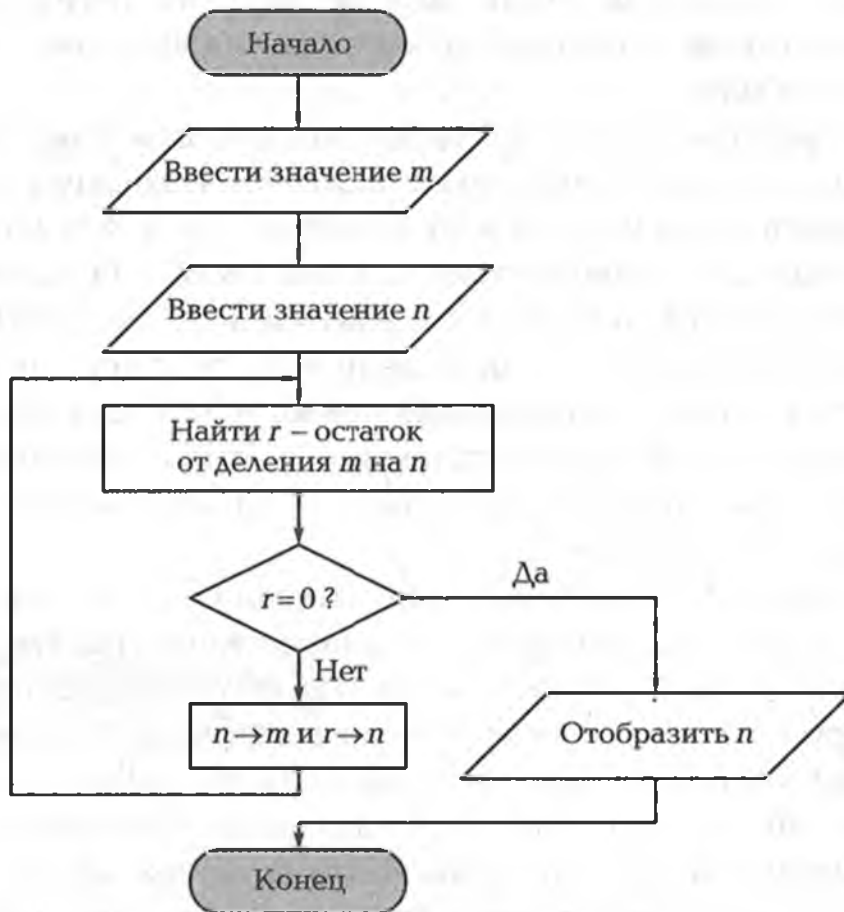 Начало
Ввести значение m
Ввести значение n
Найти r – остаток
от деления m на n
r = 0 ?
Да
Нет
n→m и r→n
Отобразить n
Конец